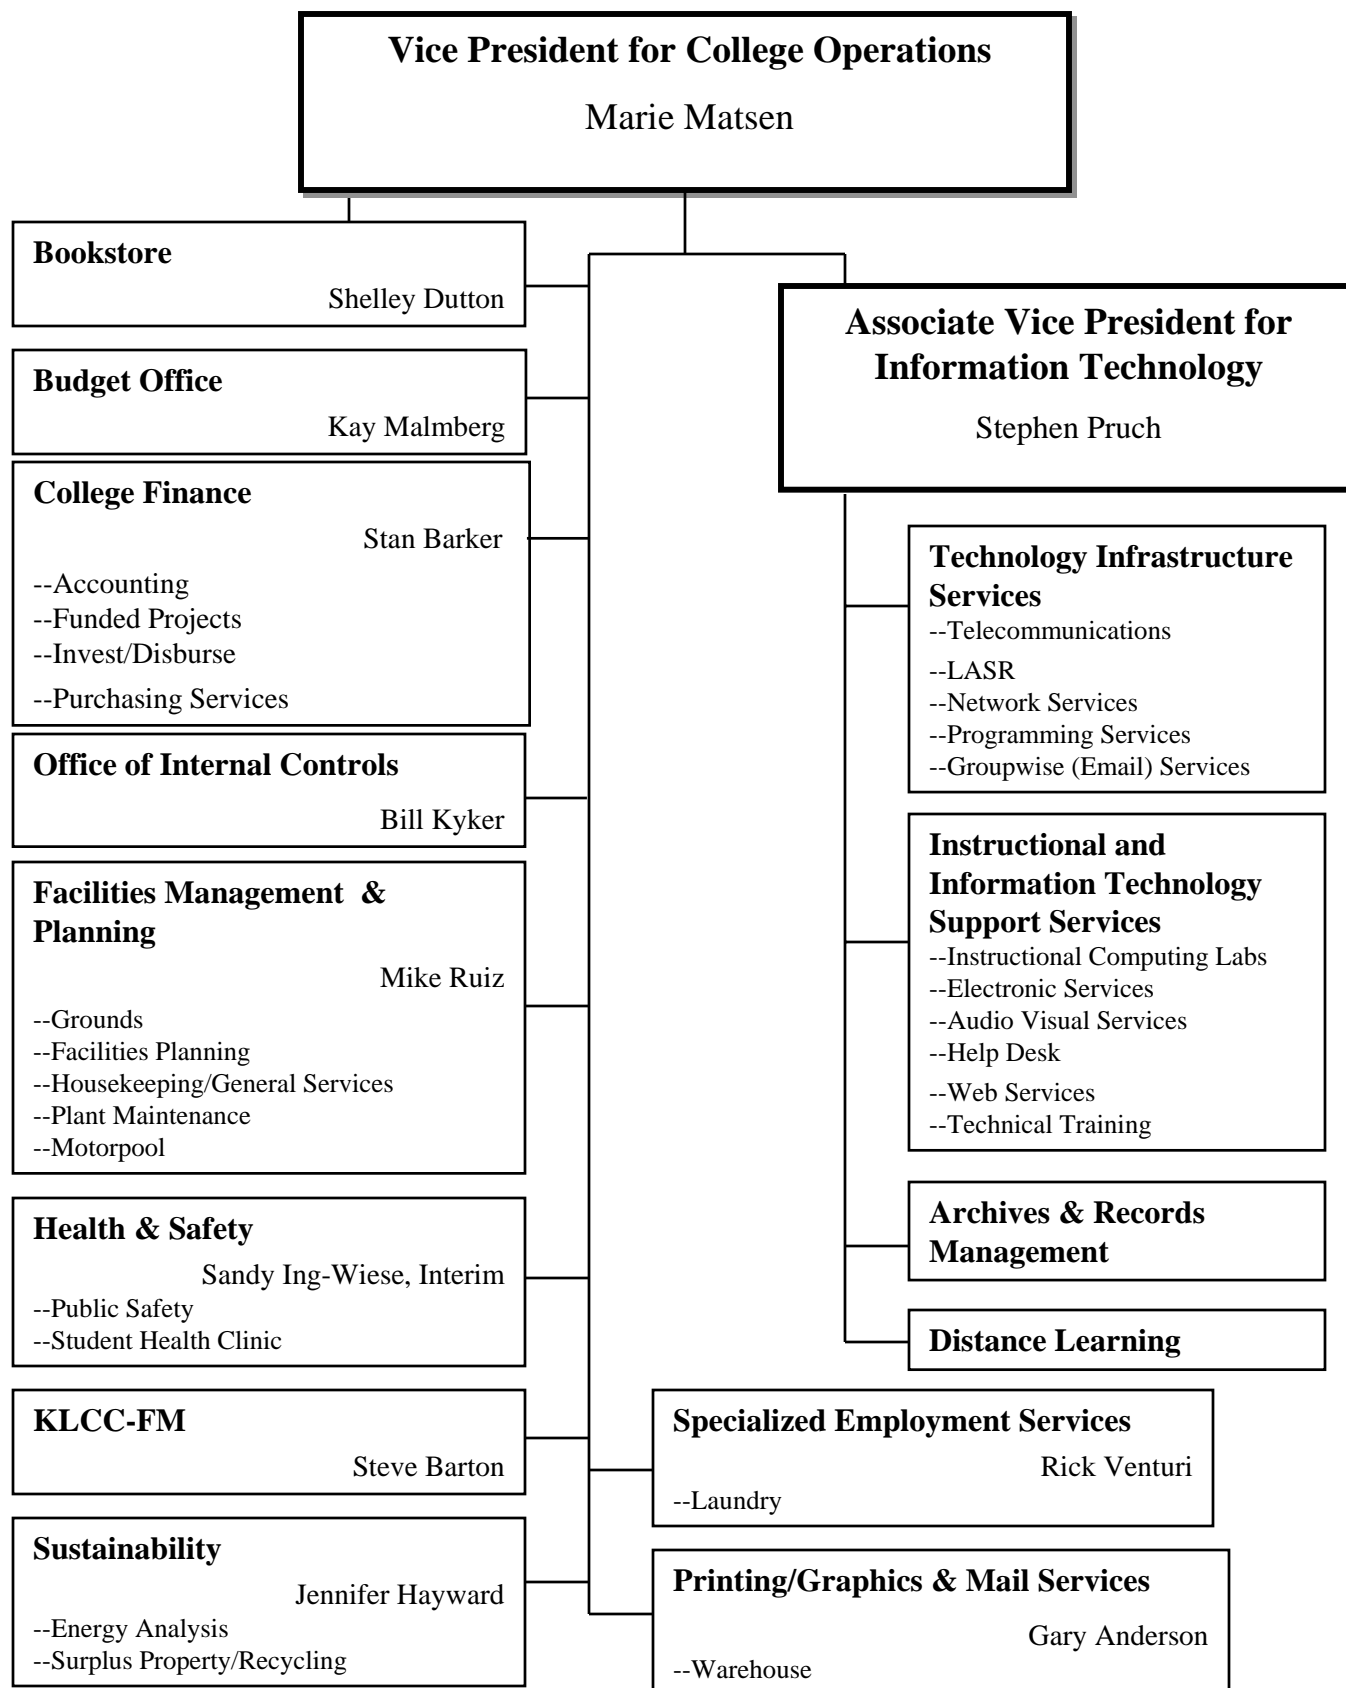 Vice President for College Operations
Marie Matsen
Bookstore
Shelley Dutton
Budget Office
Kay Malmberg
College Finance
Stan Barker
--Accounting
--Funded Projects
--Invest/Disburse
--Purchasing Services
Office of Internal Controls
Bill Kyker
Facilities Management &
Planning
Mike Ruiz
--Grounds
--Facilities Planning
--Housekeeping/General Services
--Plant Maintenance
--Motorpool
Health & Safety
Sandy Ing-Wiese, Interim
--Public Safety
--Student Health Clinic
KLCC-FM
Steve Barton
Sustainability
Jennifer Hayward
--Energy Analysis
--Surplus Property/Recycling
Associate Vice President for
Information Technology
Stephen Pruch
Technology Infrastructure
Services
--Telecommunications
--LASR
--Network Services
--Programming Services
--Groupwise (Email) Services
Instructional and
Information Technology
Support Services
--Instructional Computing Labs
--Electronic Services
--Audio Visual Services
--Help Desk
--Web Services
--Technical Training
Archives & Records
Management
Distance Learning
Specialized Employment Services
Rick Venturi
--Laundry
Printing/Graphics & Mail Services
Gary Anderson
--Warehouse